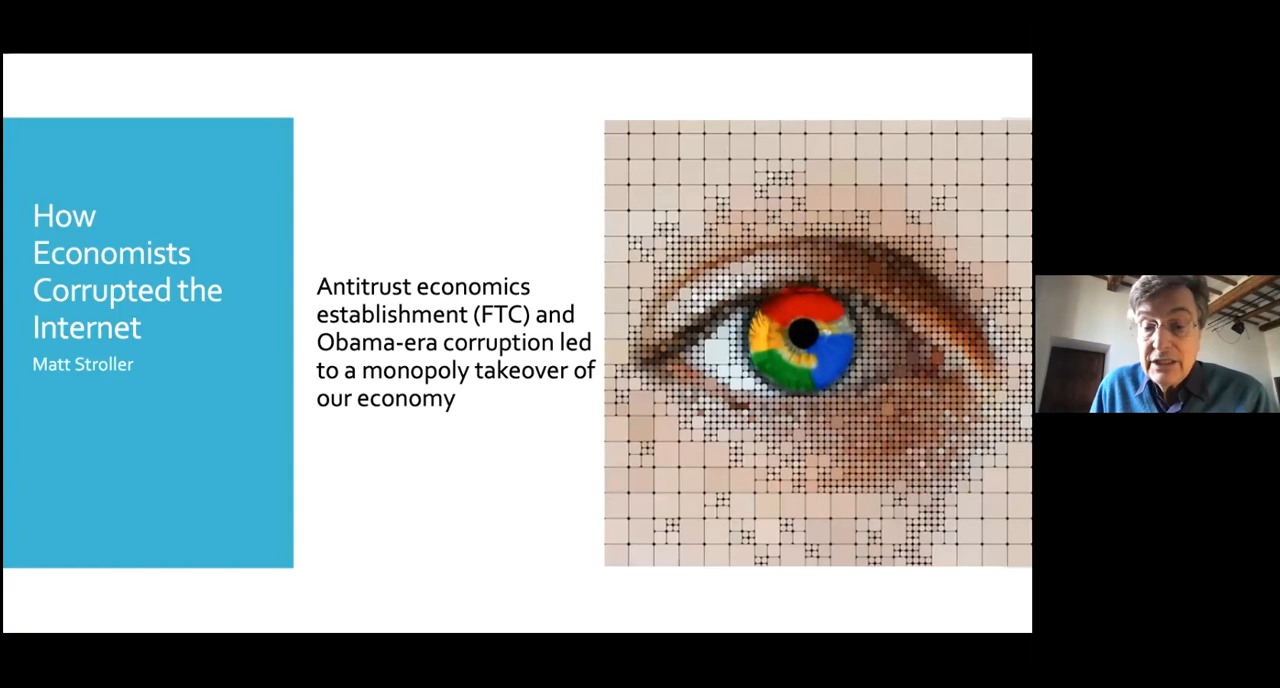 How
Economists
Corrupted the
Internet
Matt Stroller
Antitrust economics
establishment (FTC) and
Obama-era corruption led
to a monopoly takeover of
our economy